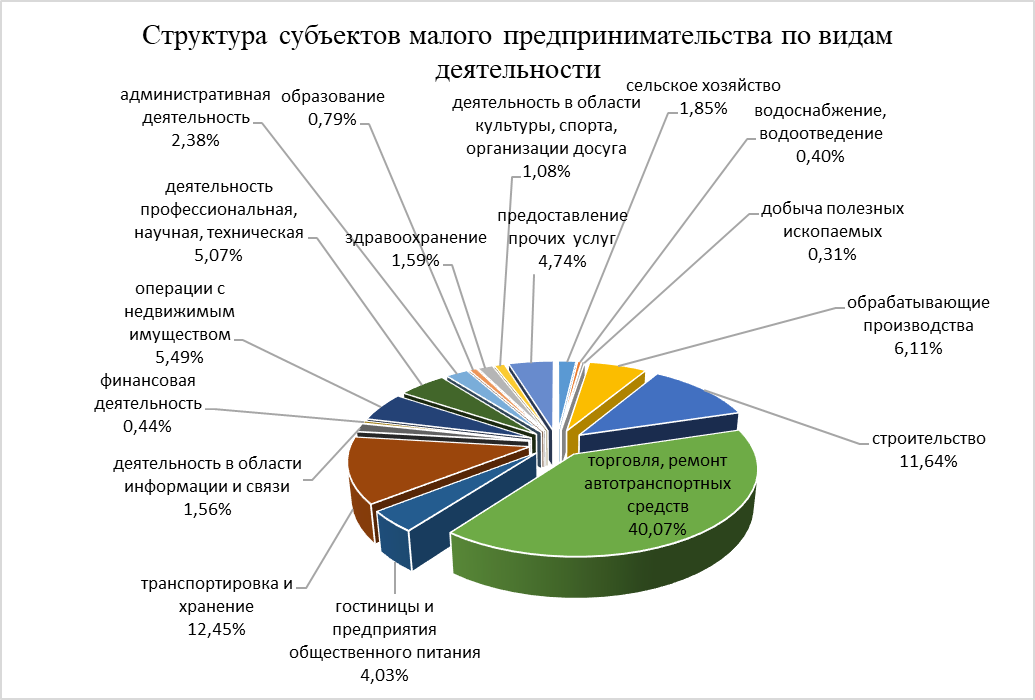 Структура субъектов малого предпринимательства по видам
деятельности
административная
деятельность
2,38%
образование
0,79%
деятельность в области
культуры, спорта,
организации досуга
1,08%
сельское хозяйство
1,85%
водоснабжение,
водоотведение
0,40%
деятельность
профессиональная,
научная, техническая
5,07%
здравоохранение
1,59%
предоставление
прочих услуг
4,74%
добыча полезных
ископаемых
0,31%
операции с
недвижимым
имуществом
5,49%
обрабатывающие
производства
6,11%
финансовая
деятельность
0,44%
строительство
11,64%
деятельность в области
информации и связи
1,56%
торговля, ремонт
автотранспортных
средств
40,07%
транспортировка и
хранение
12,45%
гостиницы и
предприятия
общественного питания
4,03%